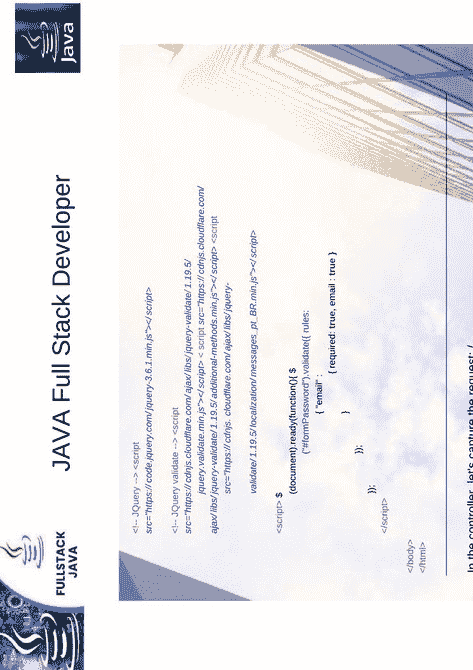 Java
JAVA Full Stack Developer
FULLSTACK
JAVA
<!-- JQuery --> <script
src="https:// code.jquery.com/ jquery-3.6.1.min.js"></ script>
<!-- JQuery validate --> <script
src="https:// cdnjs.cloudflare.com/ ajax/ libs/ jquery-validate/ 1.19.5/
jquery.validate.min.js"></ script> < script src="https:// cdnjs.cloudflare.com/
ajax/ libs/ jquery-validate/ 1.19.5/ additional-methods.min.js"></ script> <script
src="https:// cdnjs. cloudflare.com/ ajax/ libs/ jquery-
validate/ 1.19.5/ localization/ messages_pt_BR.min.js"></ script>
<script> $
(document).ready(function(){ $
("#formPassword").validate({ rules:
{ "email" :
{ required: true, email : true }
}
});
});
</script>
</body>
</html>
In the controller, let's capture the request: /